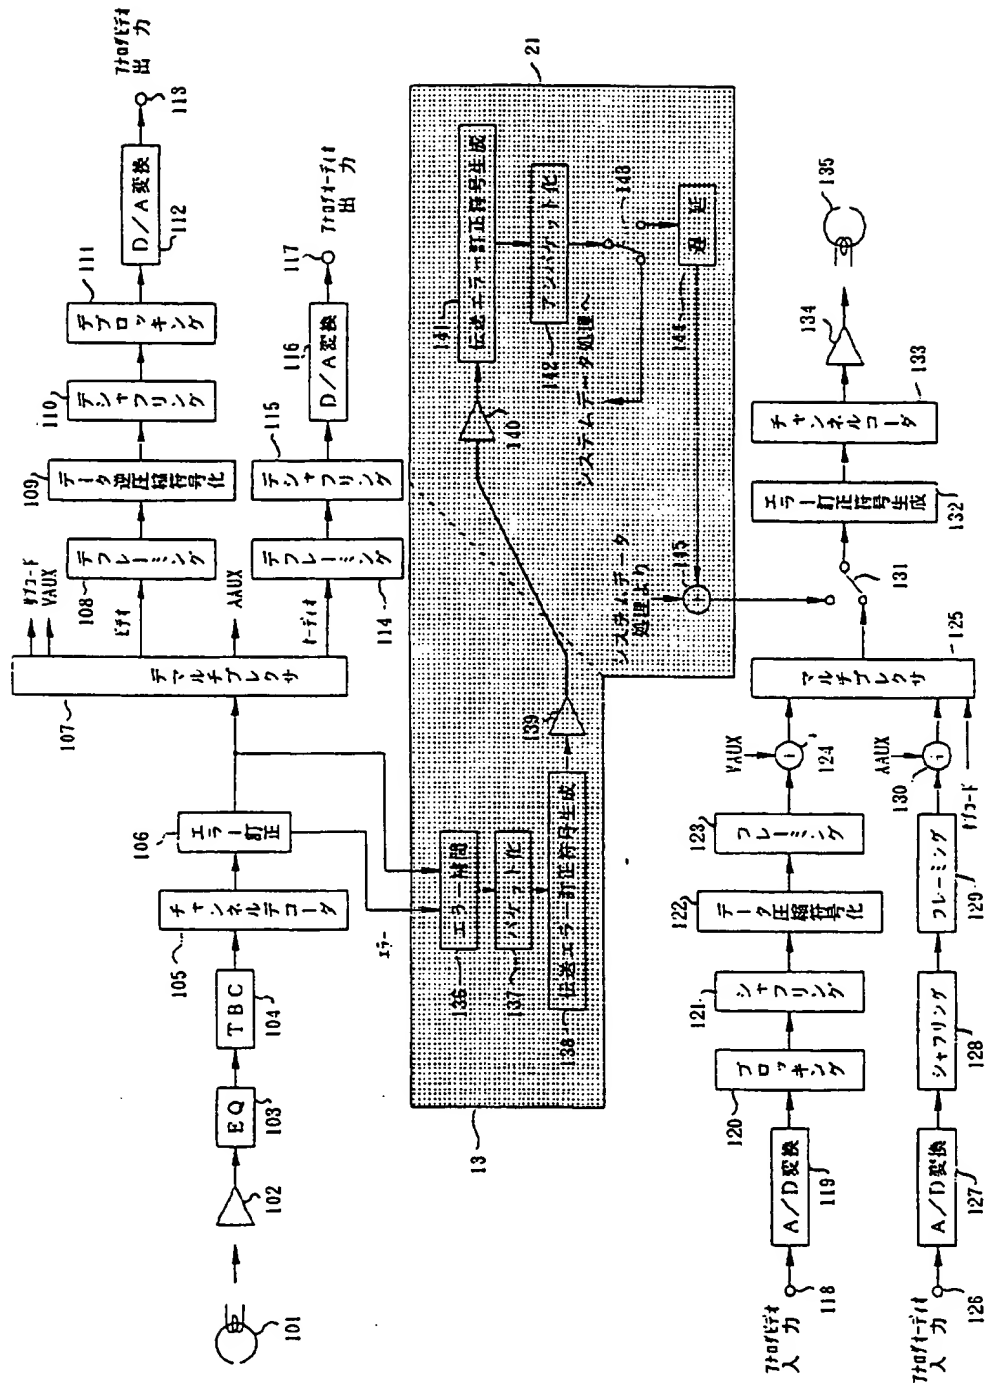 101
102
EQ
103
TBC
104
チャンネルデコーダ
105
エラー訂正
106
デマルチプレクサ
107
サブコード
VAUX
ビデオ
AAUX
オーディオ
デフレーミング
108
データ逆圧縮符号化
109
デシャフリング
110
デブロッキング
111
D/A変換
112
アナログビデオ
出力
113
デフレーミング
114
デシャフリング
115
D/A変換
116
アナログオーディオ
出力
117
エラー
13
エラー補間
136
パケット化
137
伝送エラー訂正符号生成
138
139
140
伝送エラー訂正符号生成
141
アンパケット化
142
143
遅延
144
システムデータ処理へ
システムデータ
処理より
145
21
アナログビデオ
入力
118
A/D変換
119
ブロッキング
120
シャフリング
121
データ圧縮符号化
122
フレーミング
123
VAUX
124
マルチプレクサ
125
アナログオーディオ
入力
126
A/D変換
127
シャフリング
128
フレーミング
129
AAUX
130
サブコード
131
エラー訂正符号生成
132
チャンネルコーダ
133
134
135